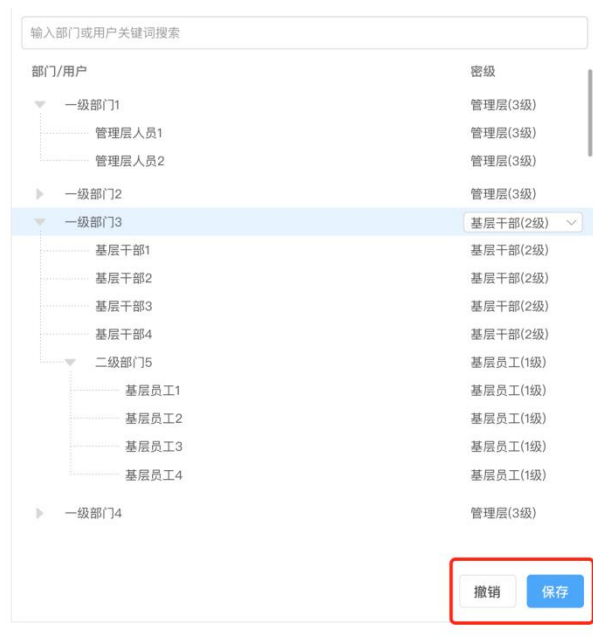 输入部门或用户关键词搜索
部门/用户 密级
一级部门1 管理层(3级)
管理层人员1 管理层(3级)
管理层人员2 管理层(3级)
一级部门2 管理层(3级)
一级部门3 基层干部(2级)
基层干部1 基层干部(2级)
基层干部2 基层干部(2级)
基层干部3 基层干部(2级)
基层干部4 基层干部(2级)
二级部门5 基层员工(1级)
基层员工1 基层员工(1级)
基层员工2 基层员工(1级)
基层员工3 基层员工(1级)
基层员工4 基层员工(1级)
一级部门4 管理层(3级)
撤销 保存